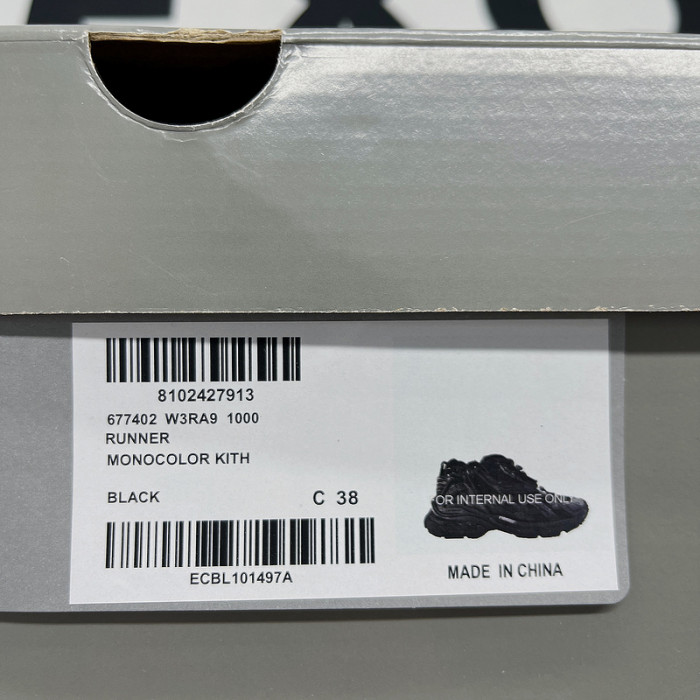 8102427913
677402 W3RA9 1000
RUNNER
MONOCOLOR KITH
BLACK
C 38
OR INTERNAL USE ONLY
ECBL101497A
MADE IN CHINA